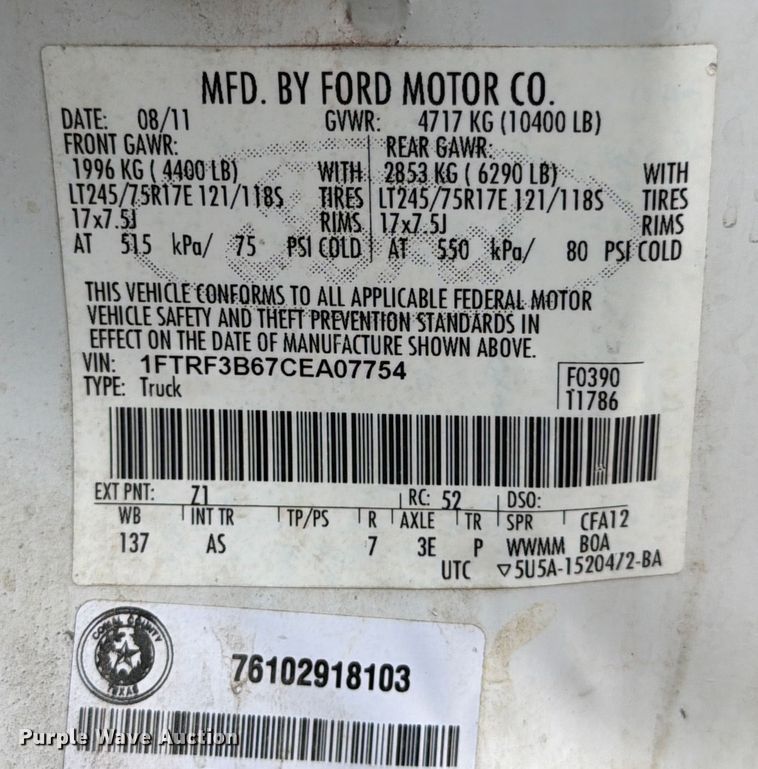 MFD. BY FORD MOTOR CO.
DATE: 08/11 GVWR: 4717 KG (10400 LB)
FRONT GAWR: REAR GAWR:
1996 KG ( 4400 LB) WITH 2853 KG ( 6290 LB) WITH
LT245/75R17E 121/118S TIRES LT245/75R17E 121/118S TIRES
17x7.5J RIMS 17x7.5J RIMS
AT 515 kPa/ 75 PSI COLD AT 550 kPa/ 80 PSI COLD
THIS VEHICLE CONFORMS TO ALL APPLICABLE FEDERAL MOTOR
VEHICLE SAFETY AND THEFT PREVENTION STANDARDS IN
EFFECT ON THE DATE OF MANUFACTURE SHOWN ABOVE.
VIN: 1FTRF3B67CEA07754 F0390
TYPE: Truck T1786
EXT PNT: Z1 RC: 52 DSO:
WB INT TR TP/PS R AXLE TR SPR CFA12
137 AS 7 3E P WWMM BOA
UTC ▽5U5A-1520472-BA
COMAL COUNTY
TEXAS
76102918103
Purple Wave Auction